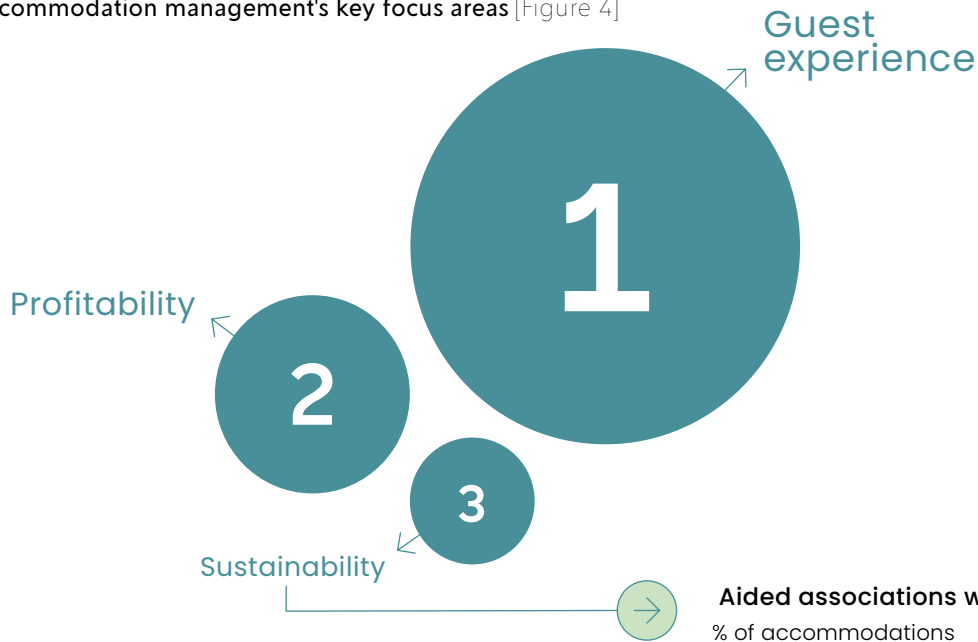 commodation management's key focus areas [Figure 4]
Guest
experience
1
Profitability
2
3
Sustainability
Aided associations w
% of accommodations